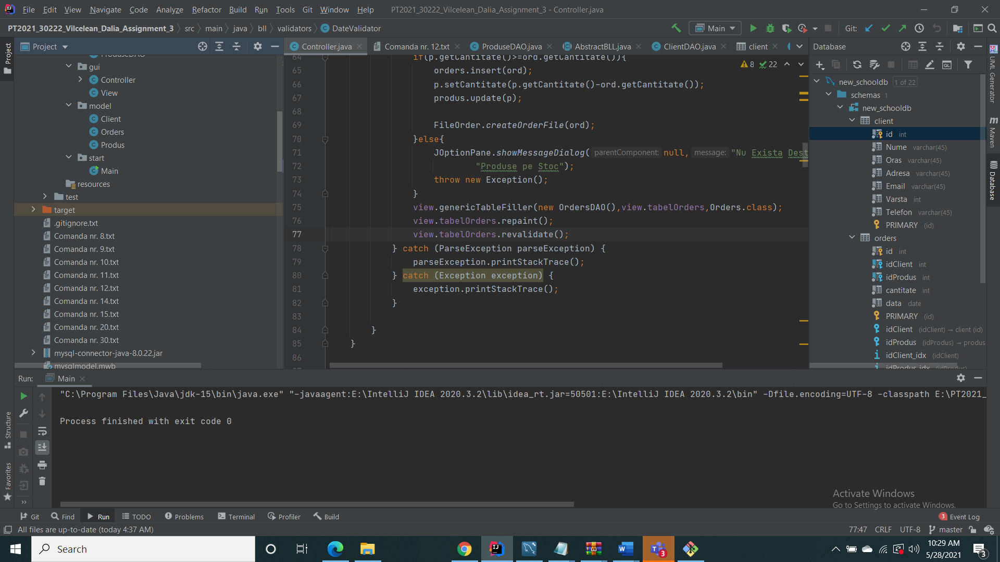 File Edit View Navigate Code Analyze Refactor Build Run Tools Git Window Help PT2021_30222_Vilcelean_Dalia_Assignment_3 - Controller.java
PT2021_30222_Vilcelean_Dalia_Assignment_3 src main java bll validators DateValidator Main Git:
Project
Project
ProduseDAO
gui
Controller
View
model
Client
Orders
Produs
start
Main
resources
test
target
.gitignore.txt
Comanda nr. 8.txt
Comanda nr. 9.txt
Comanda nr. 10.txt
Comanda nr. 11.txt
Comanda nr. 12.txt
Comanda nr. 14.txt
Comanda nr. 15.txt
Comanda nr. 20.txt
Comanda nr. 30.txt
mysql-connector-java-8.0.22.jar
mysqlmodel.mwb
Controller.java Comanda nr. 12.txt ProduseDAO.java AbstractBLL.java ClientDAO.java client
8 22
64 if(p.getCantitate()>=ord.getCantitate()){
65 orders.insert(ord);
66 p.setCantitate(p.getCantitate()-ord.getCantitate());
67 produs.update(p);
68
69 FileOrder.createOrderFile(ord);
70 }else{
71 JOptionPane.showMessageDialog( parentComponent: null, message: "Nu Exista Dest
72 "Produse pe Stoc");
73 throw new Exception();
74 }
75 view.genericTableFiller(new OrdersDAO(),view.tabelOrders,Orders.class);
76 view.tabelOrders.repaint();
77 view.tabelOrders.revalidate();
78 } catch (ParseException parseException) {
79 parseException.printStackTrace();
80 } catch (Exception exception) {
81 exception.printStackTrace();
82 }
83
84 }
85 }
86
Database
new_schooldb 1 of 22
schemas 1
new_schooldb
client
id int
Nume varchar(45)
Oras varchar(45)
Adresa varchar(45)
Email varchar(45)
Varsta int
Telefon varchar(45)
PRIMARY (id)
orders
id int
idClient int
idProdus int
cantitate int
data date
PRIMARY (id)
idClient (idClient) → client (id)
idProdus (idProdus) → produs
idClient_idx (idClient)
idProdus_idx (idProdus)
UML Generator
Maven
Database
Run: Main
"C:\Program Files\Java\jdk-15\bin\java.exe" "-javaagent:E:\IntelliJ IDEA 2020.3.2\lib\idea_rt.jar=50501:E:\IntelliJ IDEA 2020.3.2\bin" -Dfile.encoding=UTF-8 -classpath E:\PT2021_
Process finished with exit code 0
Structure
Favorites
Activate Windows
Go to Settings to activate Windows.
Git Find Run TODO Problems Terminal Profiler Build 3 Event Log
All files are up-to-date (today 4:37 AM) 77:47 CRLF UTF-8 master
Search
3
10:29 AM
5/28/2021
3